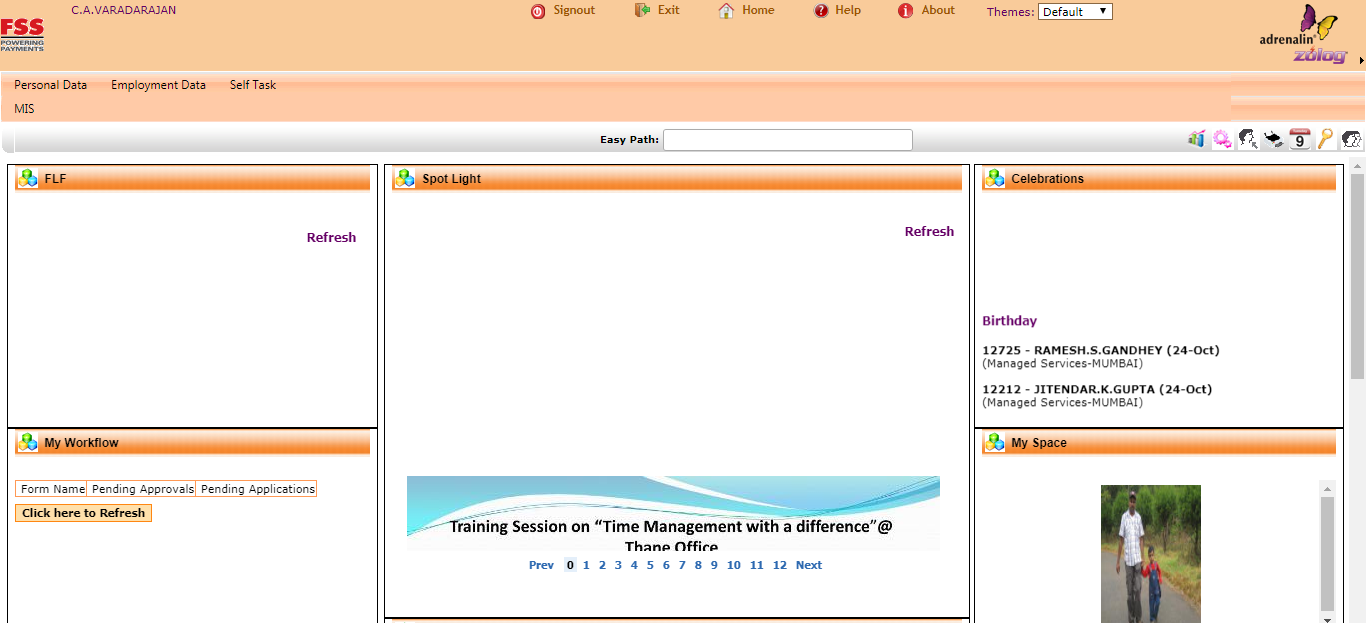 C.A.VARADARAJAN
Signout
Exit
Home
Help
About
Themes: Default
FSS
POWERING
PAYMENTS
adrenalin
zölog
Personal Data
Employment Data
Self Task
MIS
Easy Path:
9
FLF
Refresh
Spot Light
Refresh
Celebrations
Birthday
12725 - RAMESH.S.GANDHEY (24-Oct)
(Managed Services-MUMBAI)
12212 - JITENDAR.K.GUPTA (24-Oct)
(Managed Services-MUMBAI)
My Workflow
Form Name Pending Approvals Pending Applications
Click here to Refresh
Training Session on “Time Management with a difference”@
Thane Office
Prev 0 1 2 3 4 5 6 7 8 9 10 11 12 Next
My Space